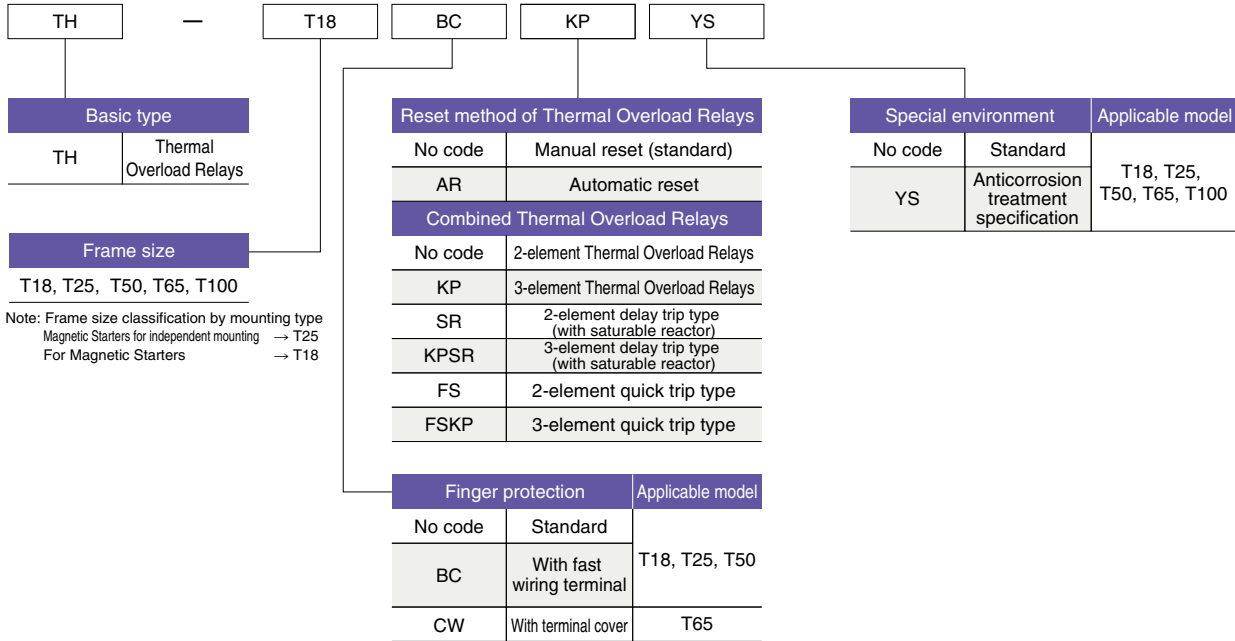 TH — T18 BC KP YS
Basic type
TH Thermal
Overload Relays
Frame size
T18, T25, T50, T65, T100
Note: Frame size classification by mounting type
Magnetic Starters for independent mounting → T25
For Magnetic Starters → T18
Reset method of Thermal Overload Relays
No code Manual reset (standard)
AR Automatic reset
Combined Thermal Overload Relays
No code 2-element Thermal Overload Relays
KP 3-element Thermal Overload Relays
SR 2-element delay trip type
(with saturable reactor)
KPSR 3-element delay trip type
(with saturable reactor)
FS 2-element quick trip type
FSKP 3-element quick trip type
Finger protection Applicable model
No code Standard
BC With fast
wiring terminal
T18, T25, T50
CW With terminal cover T65
Special environment Applicable model
No code Standard
YS Anticorrosion
treatment
specification
T18, T25,
T50, T65, T100